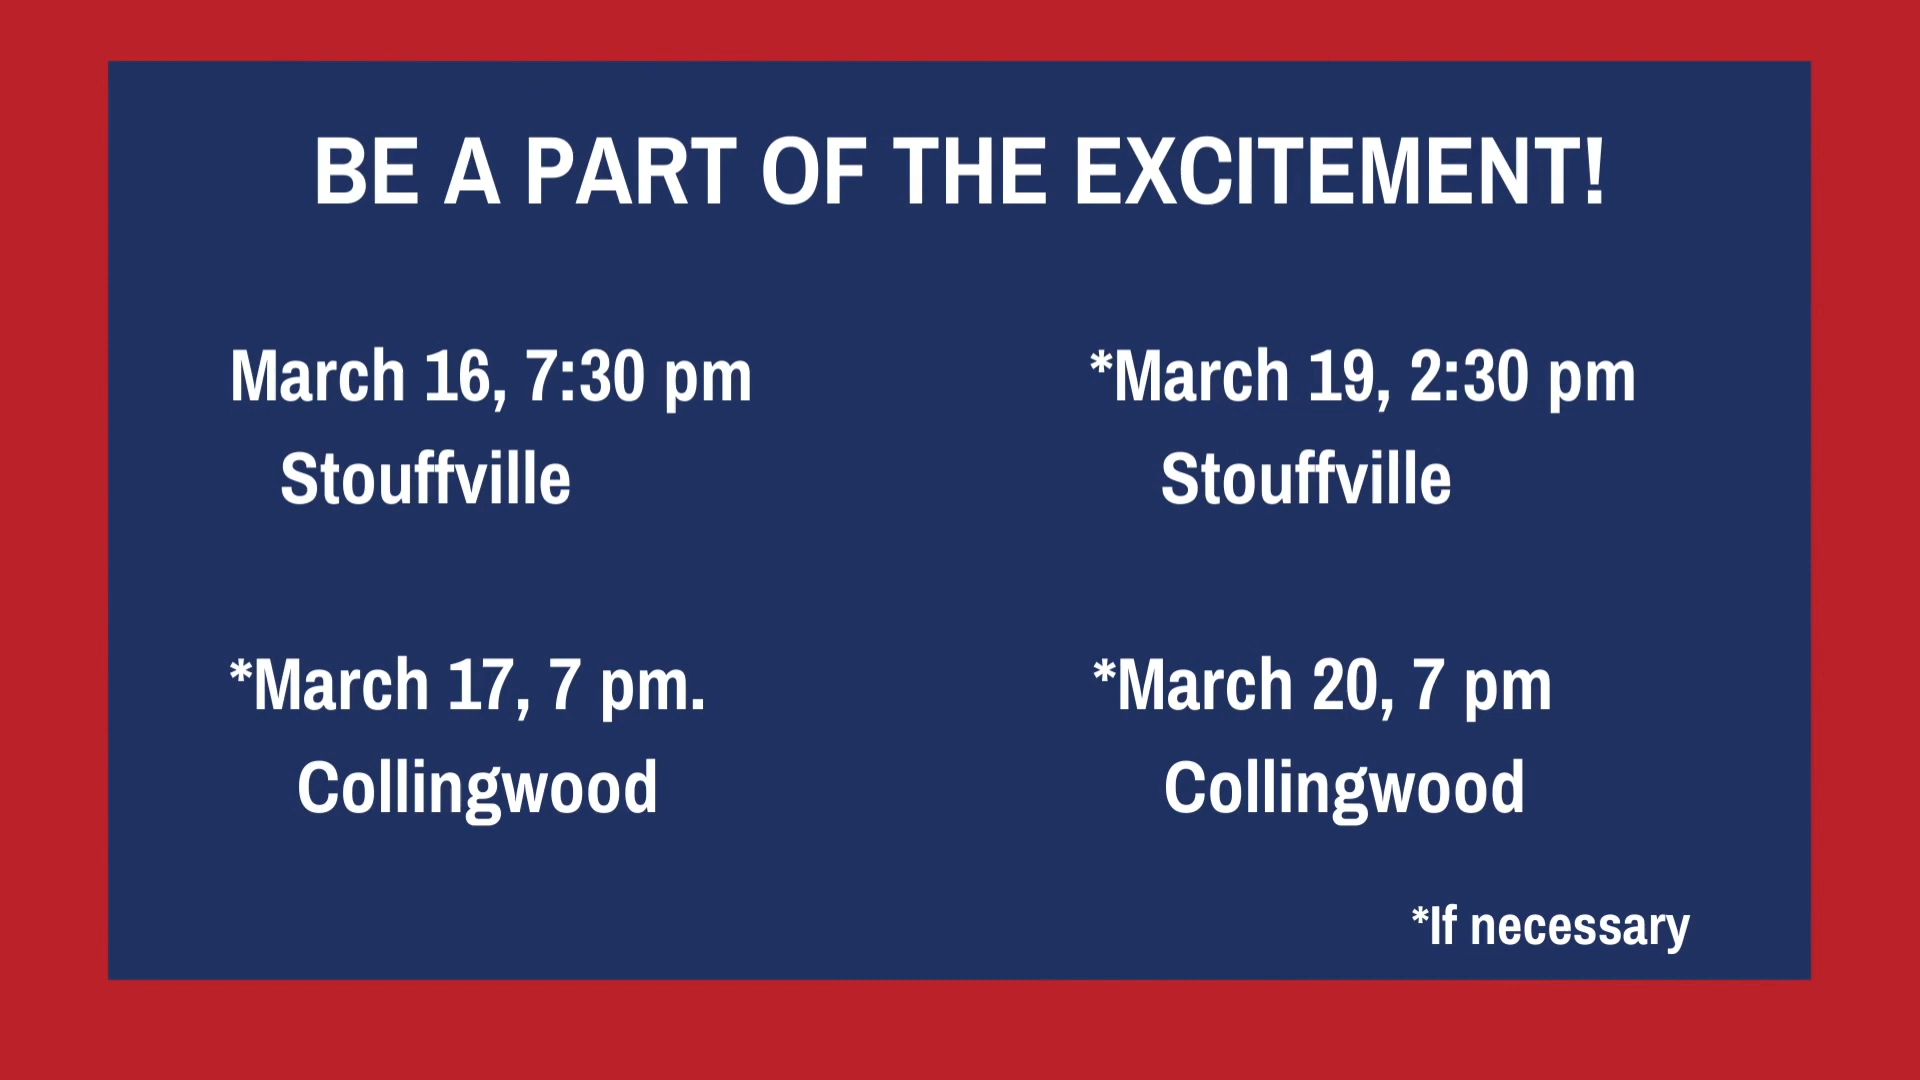 BE A PART OF THE EXCITEMENT!
March 16, 7:30 pm
Stouffville
*March 17, 7 pm.
Collingwood
*March 19, 2:30 pm
Stouffville
*March 20, 7 pm
Collingwood
*If necessary